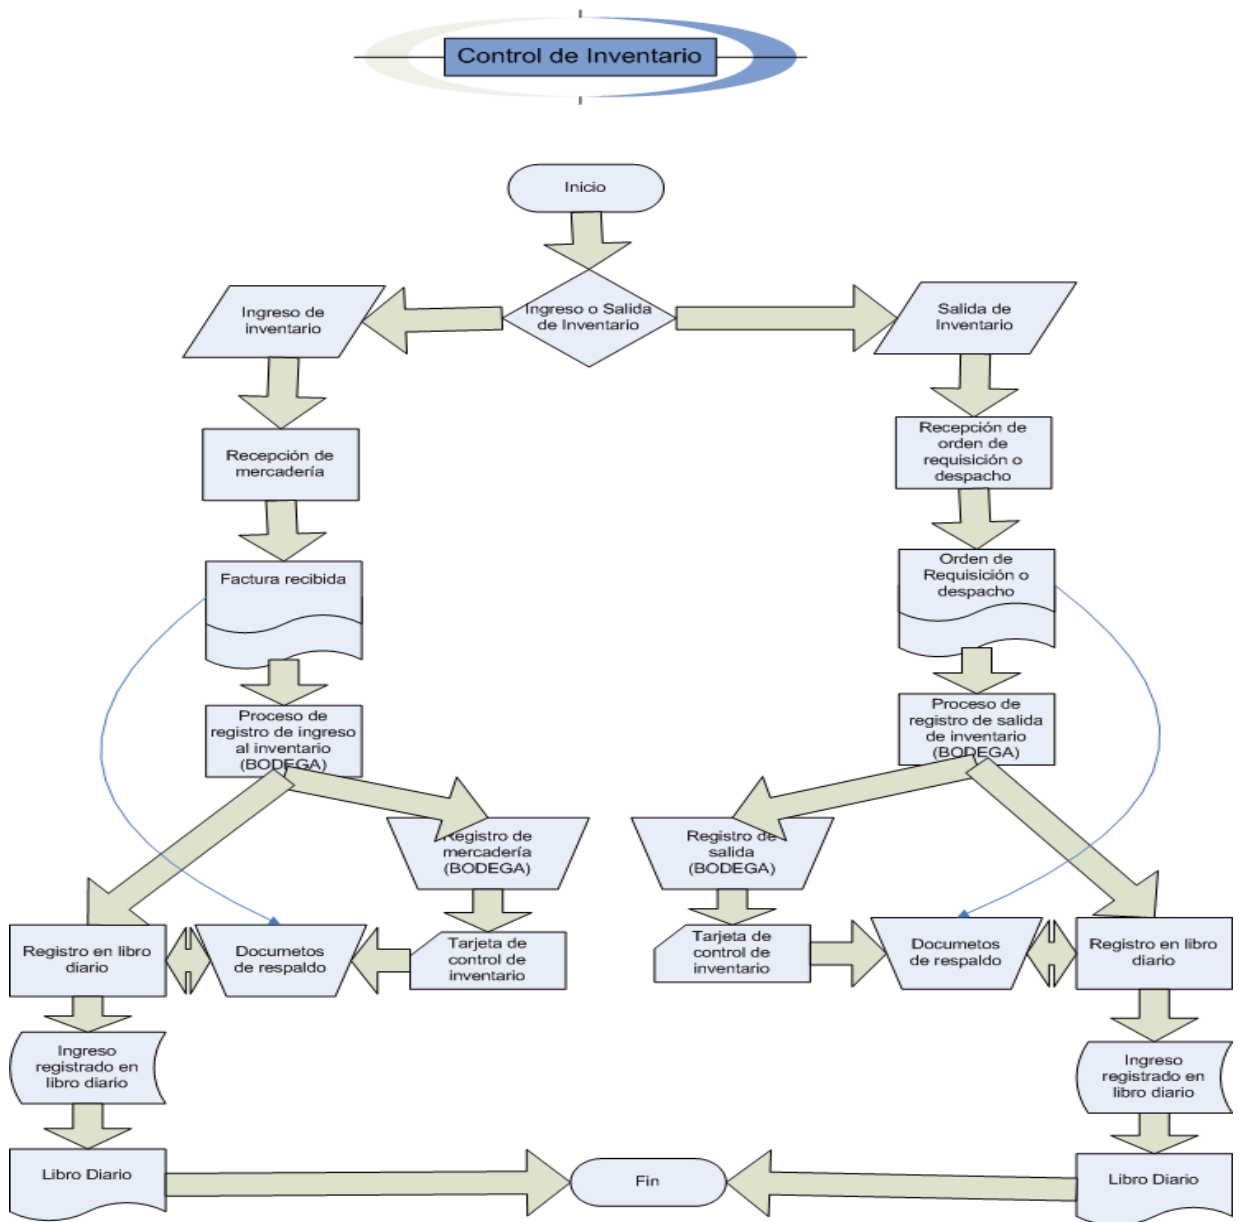 Control de Inventario
Inicio
Ingreso o Salida
de Inventario
Ingreso de
inventario
Salida de
Inventario
Recepción de
mercadería
Recepción de
orden de
requisición o
despacho
Factura recibida
Orden de
Requisición o
despacho
Proceso de
registro de ingreso
al inventario
(BODEGA)
Proceso de
registro de salida
de inventario
(BODEGA)
Registro de
mercadería
(BODEGA)
Registro de
salida
(BODEGA)
Registro en libro
diario
Documetos
de respaldo
Tarjeta de
control de
inventario
Tarjeta de
control de
inventario
Documetos
de respaldo
Registro en libro
diario
Ingreso
registrado en
libro diario
Ingreso
registrado en
libro diario
Libro Diario
Fin
Libro Diario